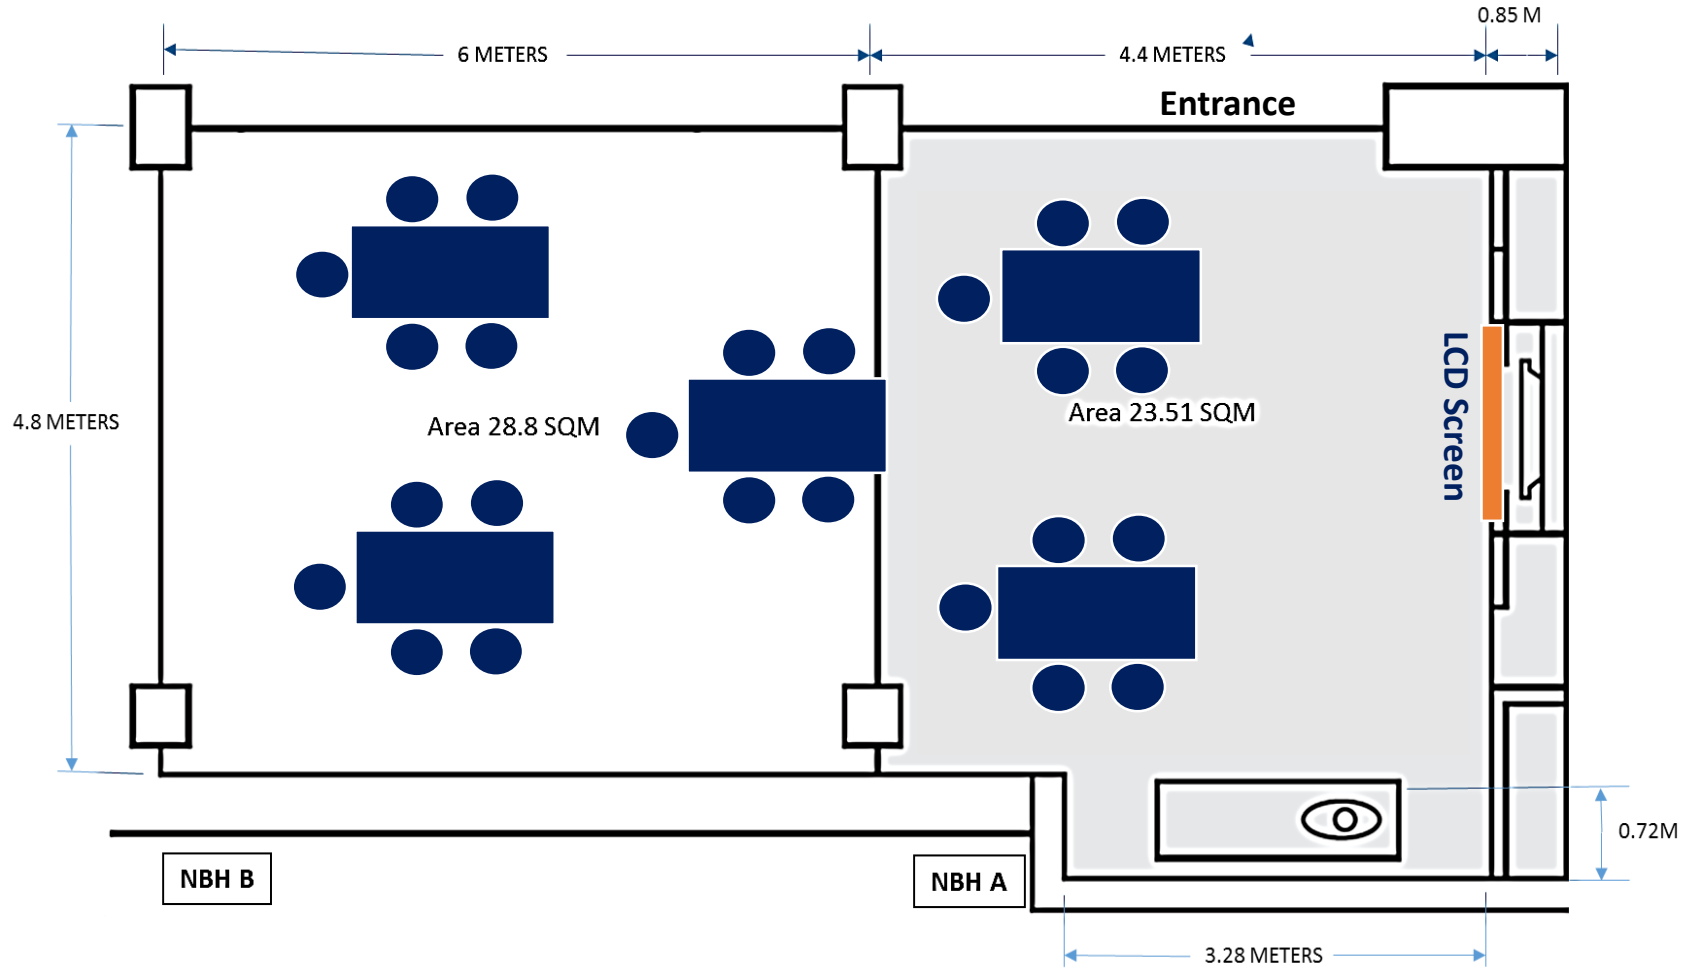 0.85 M
6 METERS
4.4 METERS
Entrance
LCD Screen
4.8 METERS
Area 28.8 SQM
Area 23.51 SQM
0.72M
NBH B
NBH A
3.28 METERS